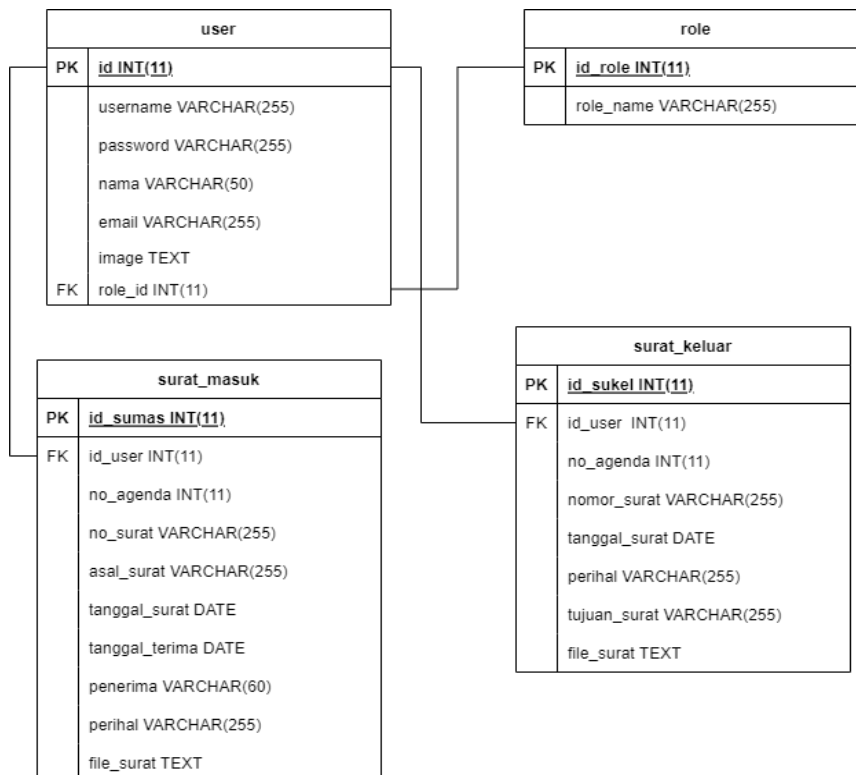 user
PK id INT(11)
username VARCHAR(255)
password VARCHAR(255)
nama VARCHAR(50)
email VARCHAR(255)
image TEXT
FK role_id INT(11)
role
PK id_role INT(11)
role_name VARCHAR(255)
surat_masuk
PK id_sumas INT(11)
FK id_user INT(11)
no_agenda INT(11)
no_surat VARCHAR(255)
asal_surat VARCHAR(255)
tanggal_surat DATE
tanggal_terima DATE
penerima VARCHAR(60)
perihal VARCHAR(255)
file_surat TEXT
surat_keluar
PK id_sukel INT(11)
FK id_user INT(11)
no_agenda INT(11)
nomor_surat VARCHAR(255)
tanggal_surat DATE
perihal VARCHAR(255)
tujuan_surat VARCHAR(255)
file_surat TEXT